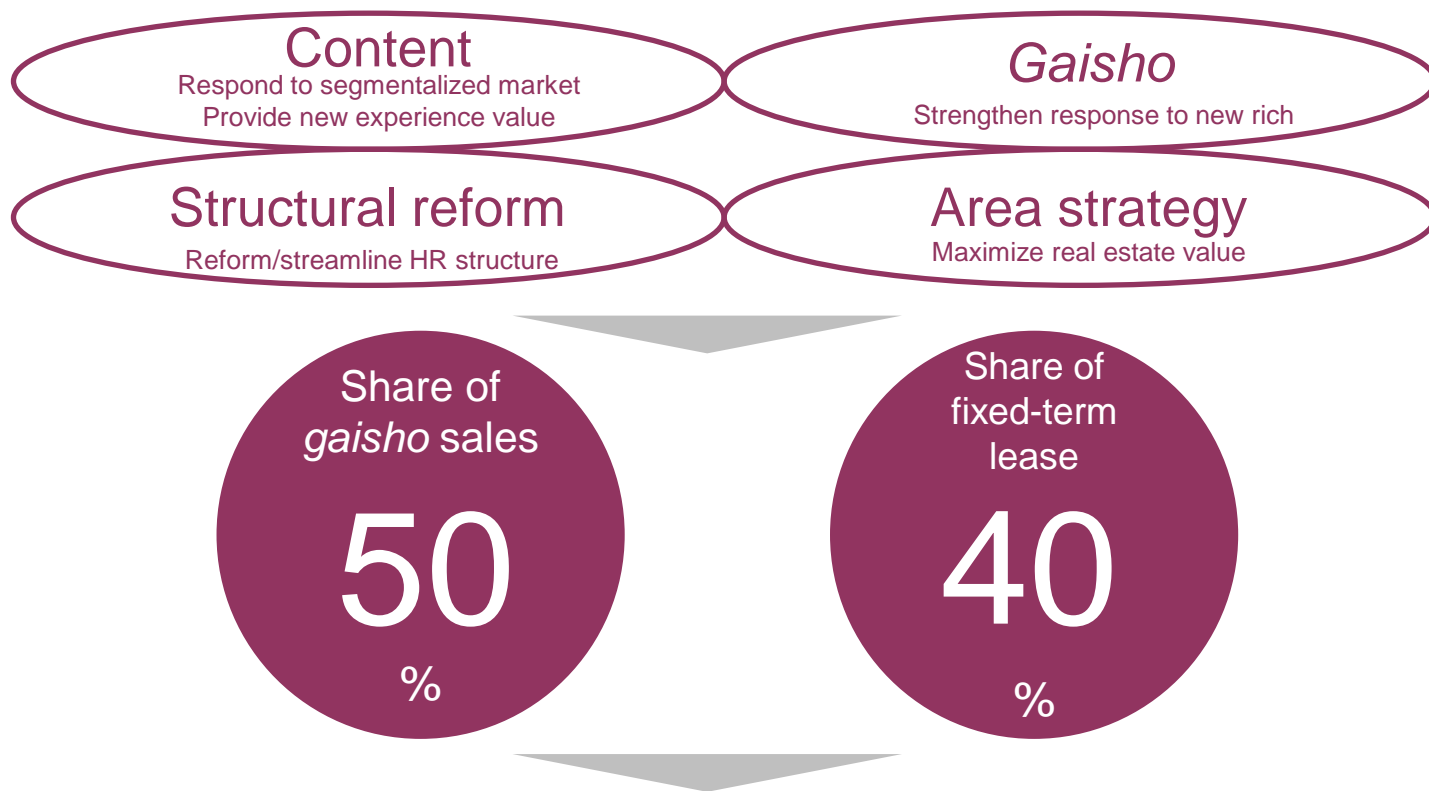 Content
Respond to segmentalized market
Provide new experience value
Gaisho
Strengthen response to new rich
Structural reform
Reform/streamline HR structure
Area strategy
Maximize real estate value
Share of
gaisho sales
50
%
Share of
fixed-term
lease
40
%